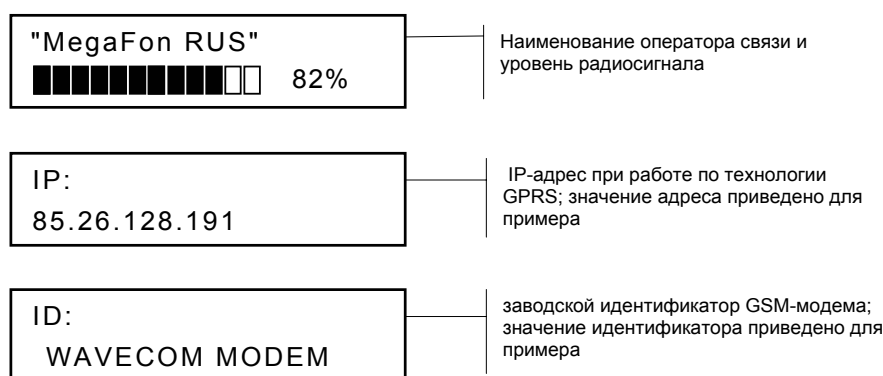 "MegaFon RUS"
82%
Наименование оператора связи и
уровень радиосигнала
IP:
85.26.128.191
IP-адрес при работе по технологии
GPRS; значение адреса приведено для
примера
ID:
WAVECOM MODEM
заводской идентификатор GSM-модема;
значение идентификатора приведено для
примера